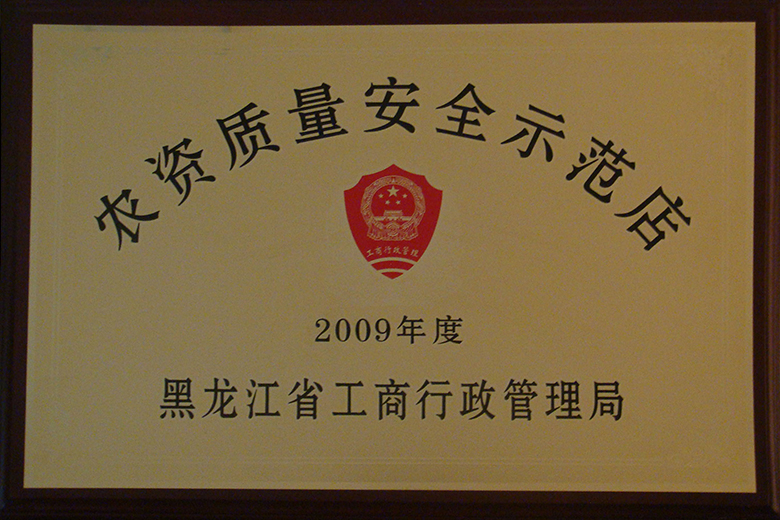 农资质量安全示范店
工商行政管理
2009年度
黑龙江省工商行政管理局